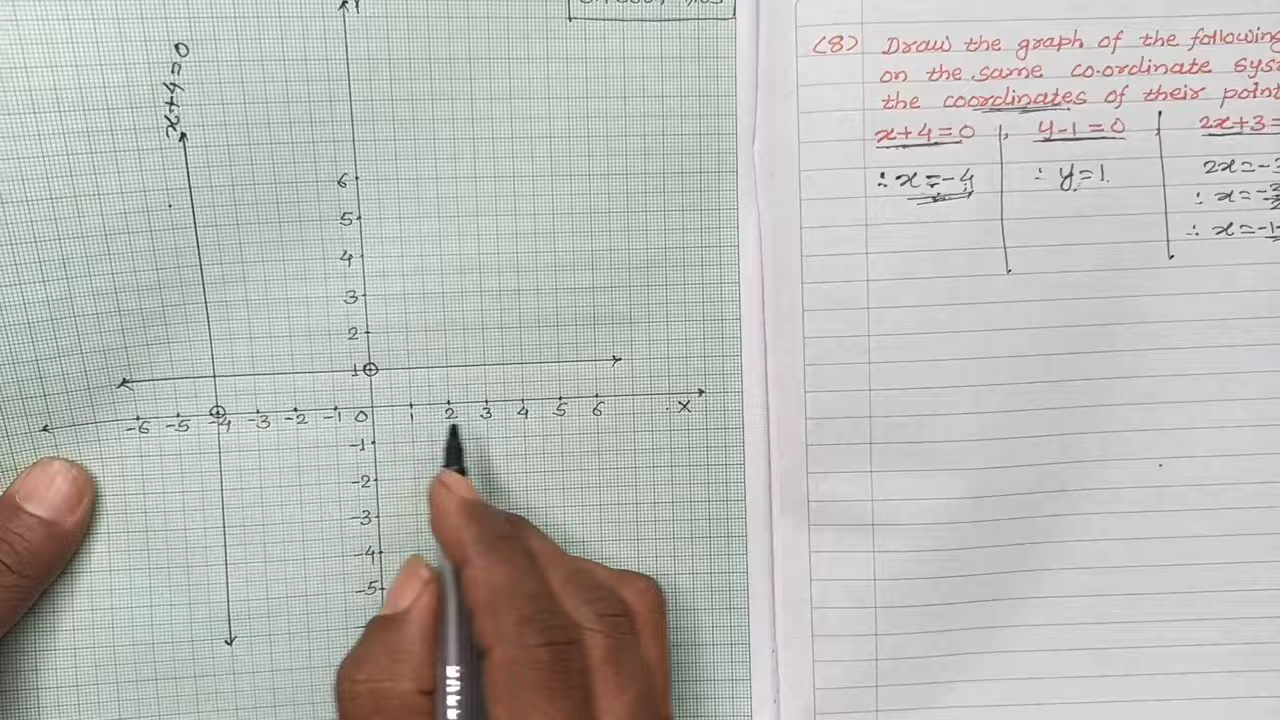 x+4=0
6
5
4
3
2
1
-6 -5 -4 -3 -2 -1 0 1 2 3 4 5 6 X
-1
-2
-3
-4
-5
(8) Draw the graph of the following
on the same co-ordinate
the coordinates of their point
x+4=0 , y-1=0 2x+3=
∴ x=-4 ∴ y=1 2x=-3
∴ x=
∴ x=-1